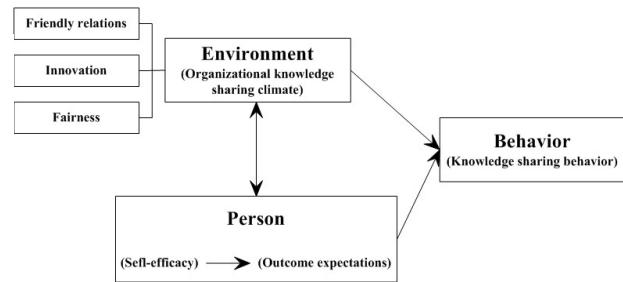 Friendly relations
Innovation
Fairness
Environment
(Organizational knowledge
sharing climate)
Behavior
(Knowledge sharing behavior)
Person
(Sefl-efficacy)
(Outcome expectations)